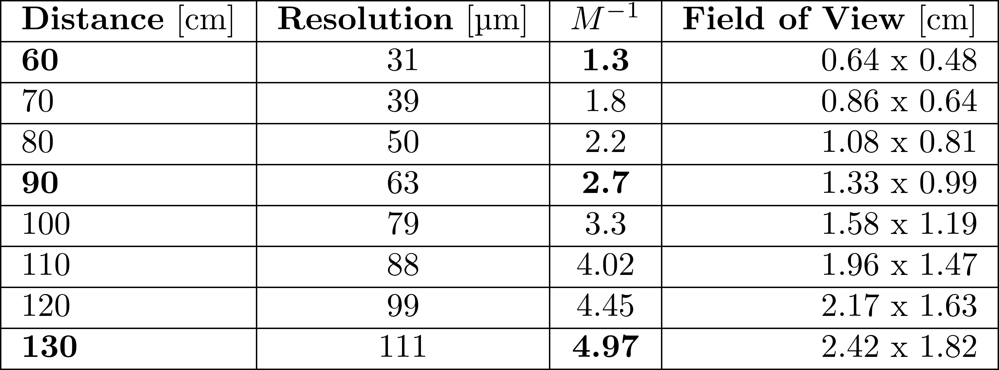 Distance [cm] Resolution [µm] M⁻¹ Field of View [cm]
60 31 1.3 0.64 x 0.48
70 39 1.8 0.86 x 0.64
80 50 2.2 1.08 x 0.81
90 63 2.7 1.33 x 0.99
100 79 3.3 1.58 x 1.19
110 88 4.02 1.96 x 1.47
120 99 4.45 2.17 x 1.63
130 111 4.97 2.42 x 1.82